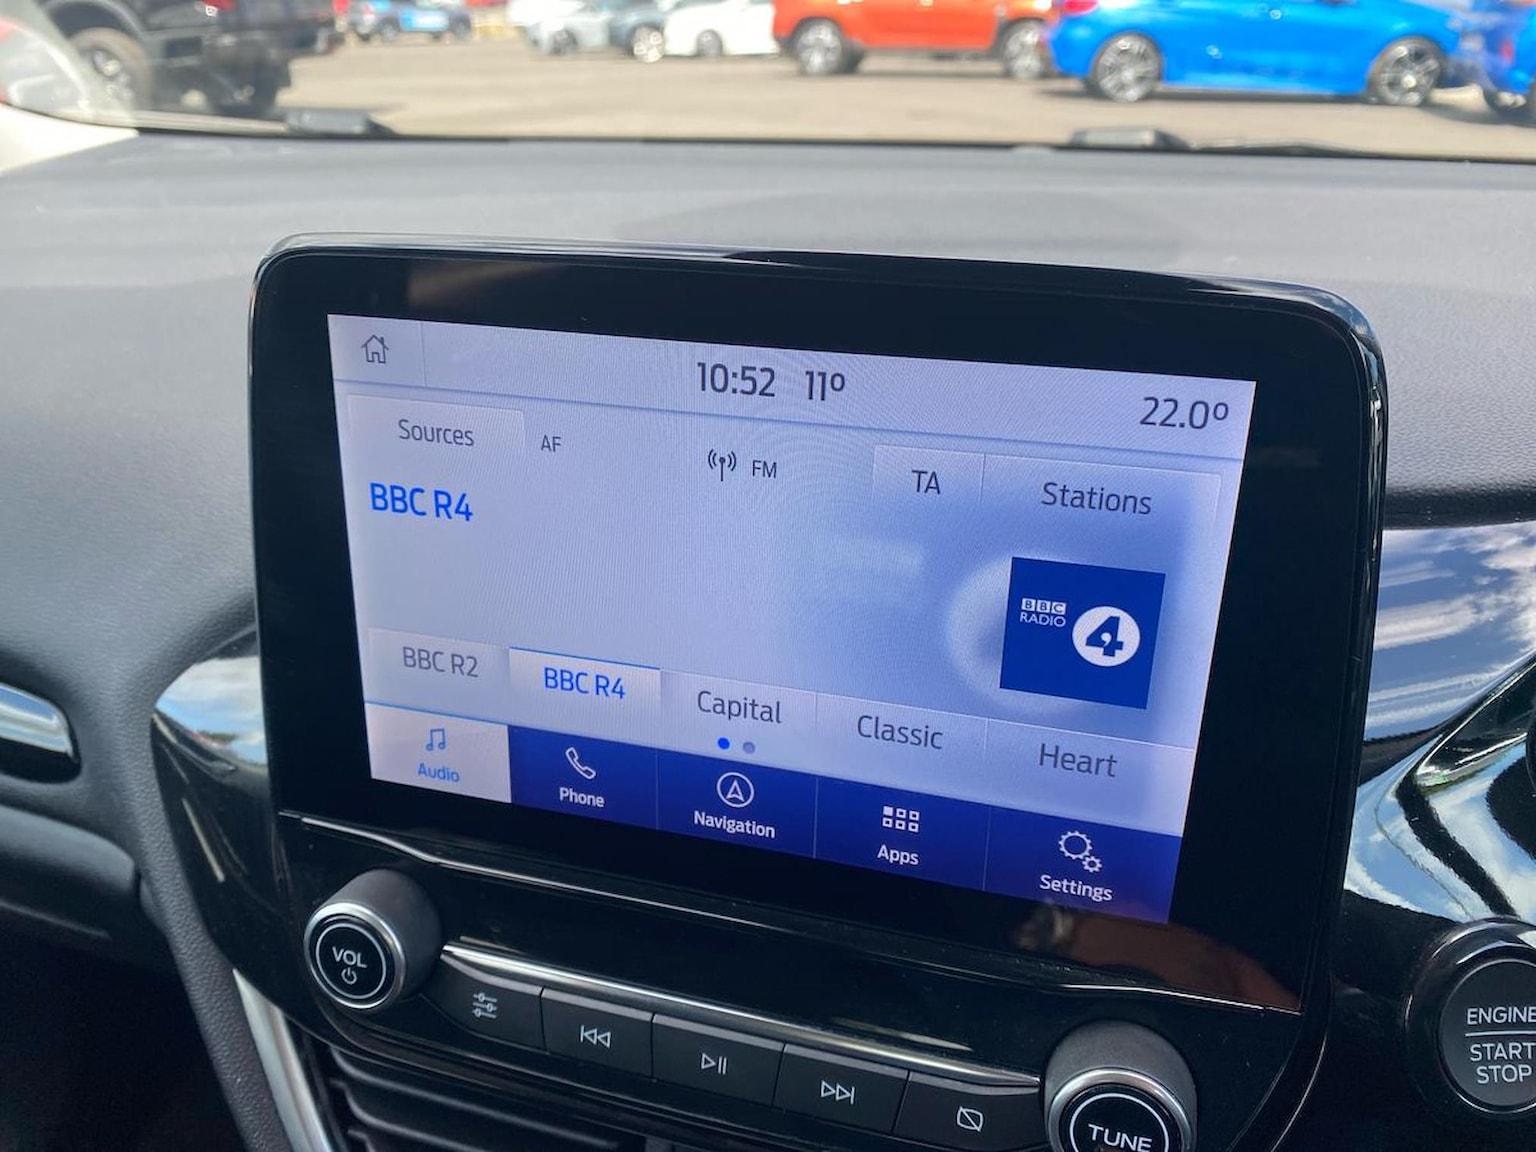 10:52 11º 22.0º
Sources AF FM TA Stations
BBC R4
BBC
RADIO 4
BBC R2 BBC R4 Capital Classic Heart
Audio Phone Navigation Apps Settings
VOL
TUNE
ENGINE
START
STOP